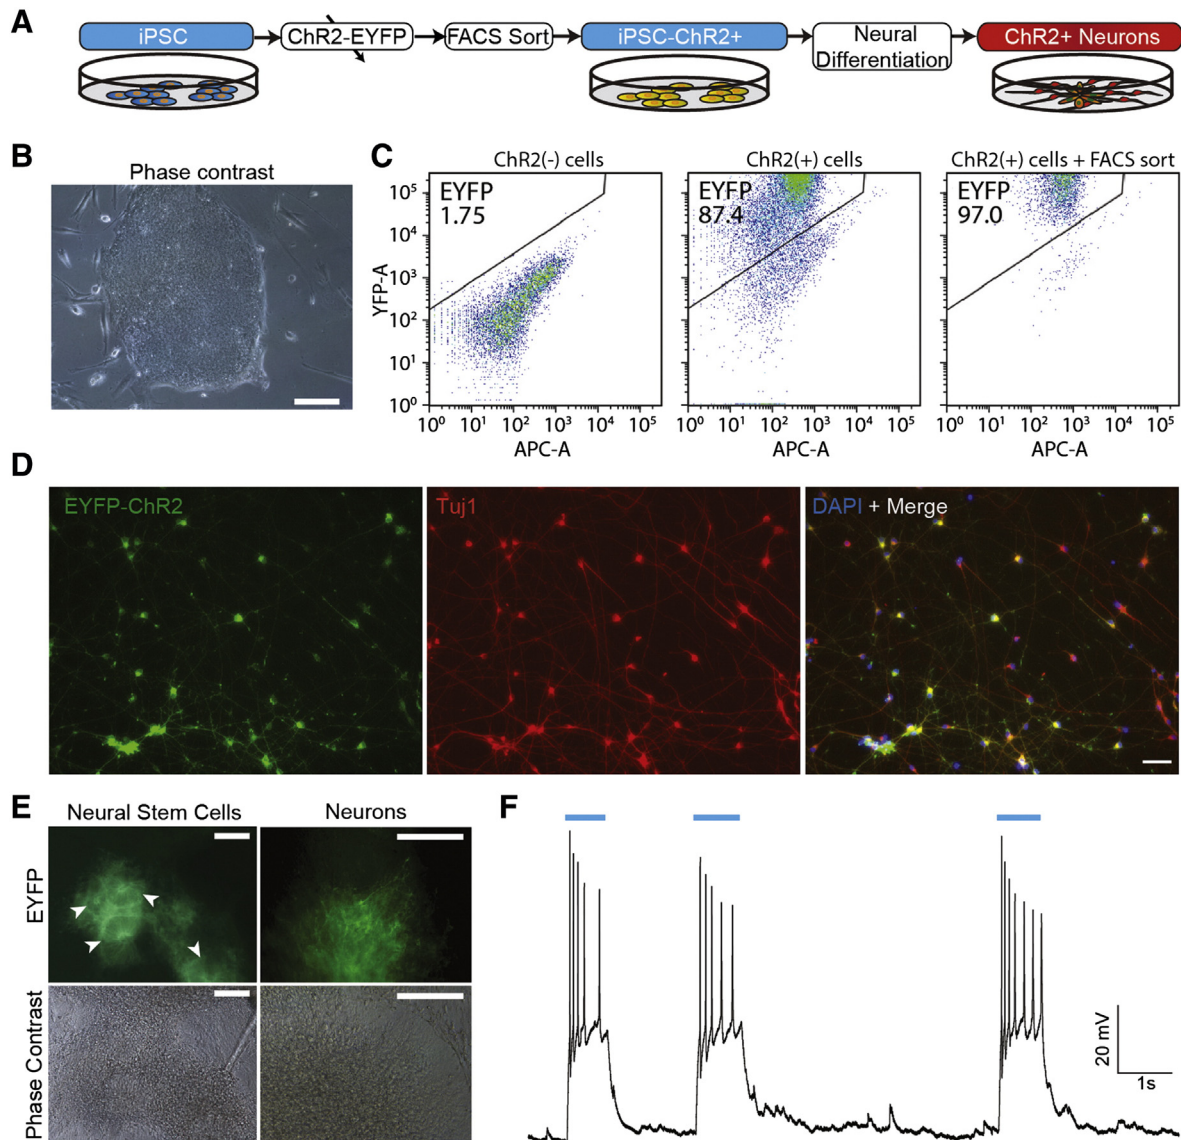 A
iPSC
ChR2-EYFP
FACS Sort
iPSC-ChR2+
Neural
Differentiation
ChR2+ Neurons
B
Phase contrast
C
ChR2(-) cells
ChR2(+) cells
ChR2(+) cells + FACS sort
EYFP
1.75
EYFP
87.4
EYFP
97.0
YFP-A
10⁵
10⁴
10³
10²
10¹
10⁰
10⁰ 10¹ 10² 10³ 10⁴ 10⁵
10⁰ 10¹ 10² 10³ 10⁴ 10⁵
10⁰ 10¹ 10² 10³ 10⁴ 10⁵
APC-A
APC-A
APC-A
D
EYFP-ChR2
Tuj1
DAPI + Merge
E
Neural Stem Cells
Neurons
EYFP
Phase Contrast
F
20 mV
1s